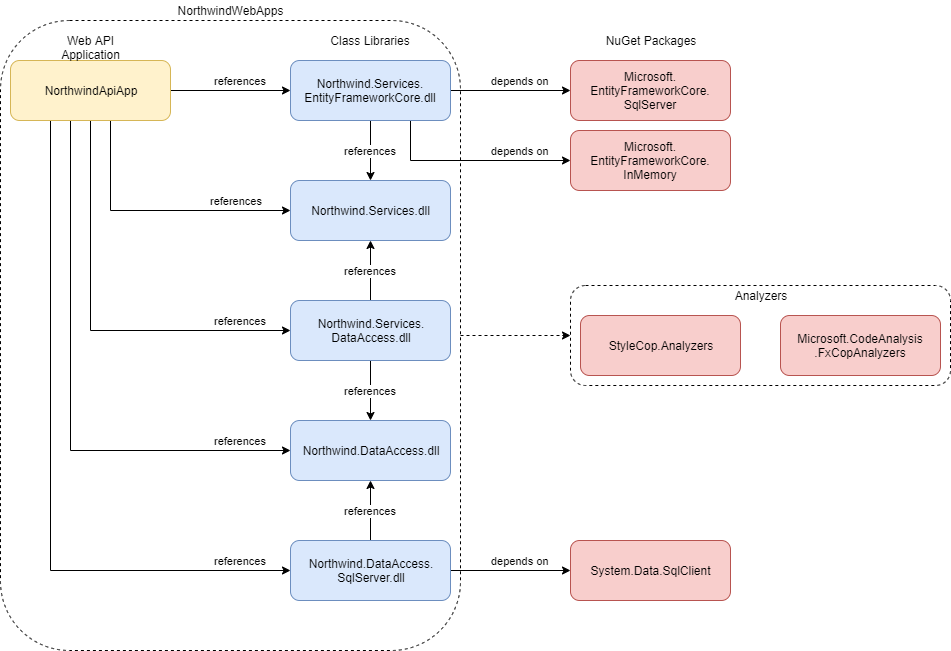 NorthwindWebApps
Web API
Application
Class Libraries
NuGet Packages
NorthwindApiApp
references
Northwind.Services.
EntityFrameworkCore.dll
depends on
Microsoft.
EntityFrameworkCore.
SqlServer
references
depends on
Microsoft.
EntityFrameworkCore.
InMemory
references
Northwind.Services.dll
references
Analyzers
references
Northwind.Services.
DataAccess.dll
StyleCop.Analyzers
Microsoft.CodeAnalysis
.FxCopAnalyzers
references
references
Northwind.DataAccess.dll
references
references
Northwind.DataAccess.
SqlServer.dll
depends on
System.Data.SqlClient